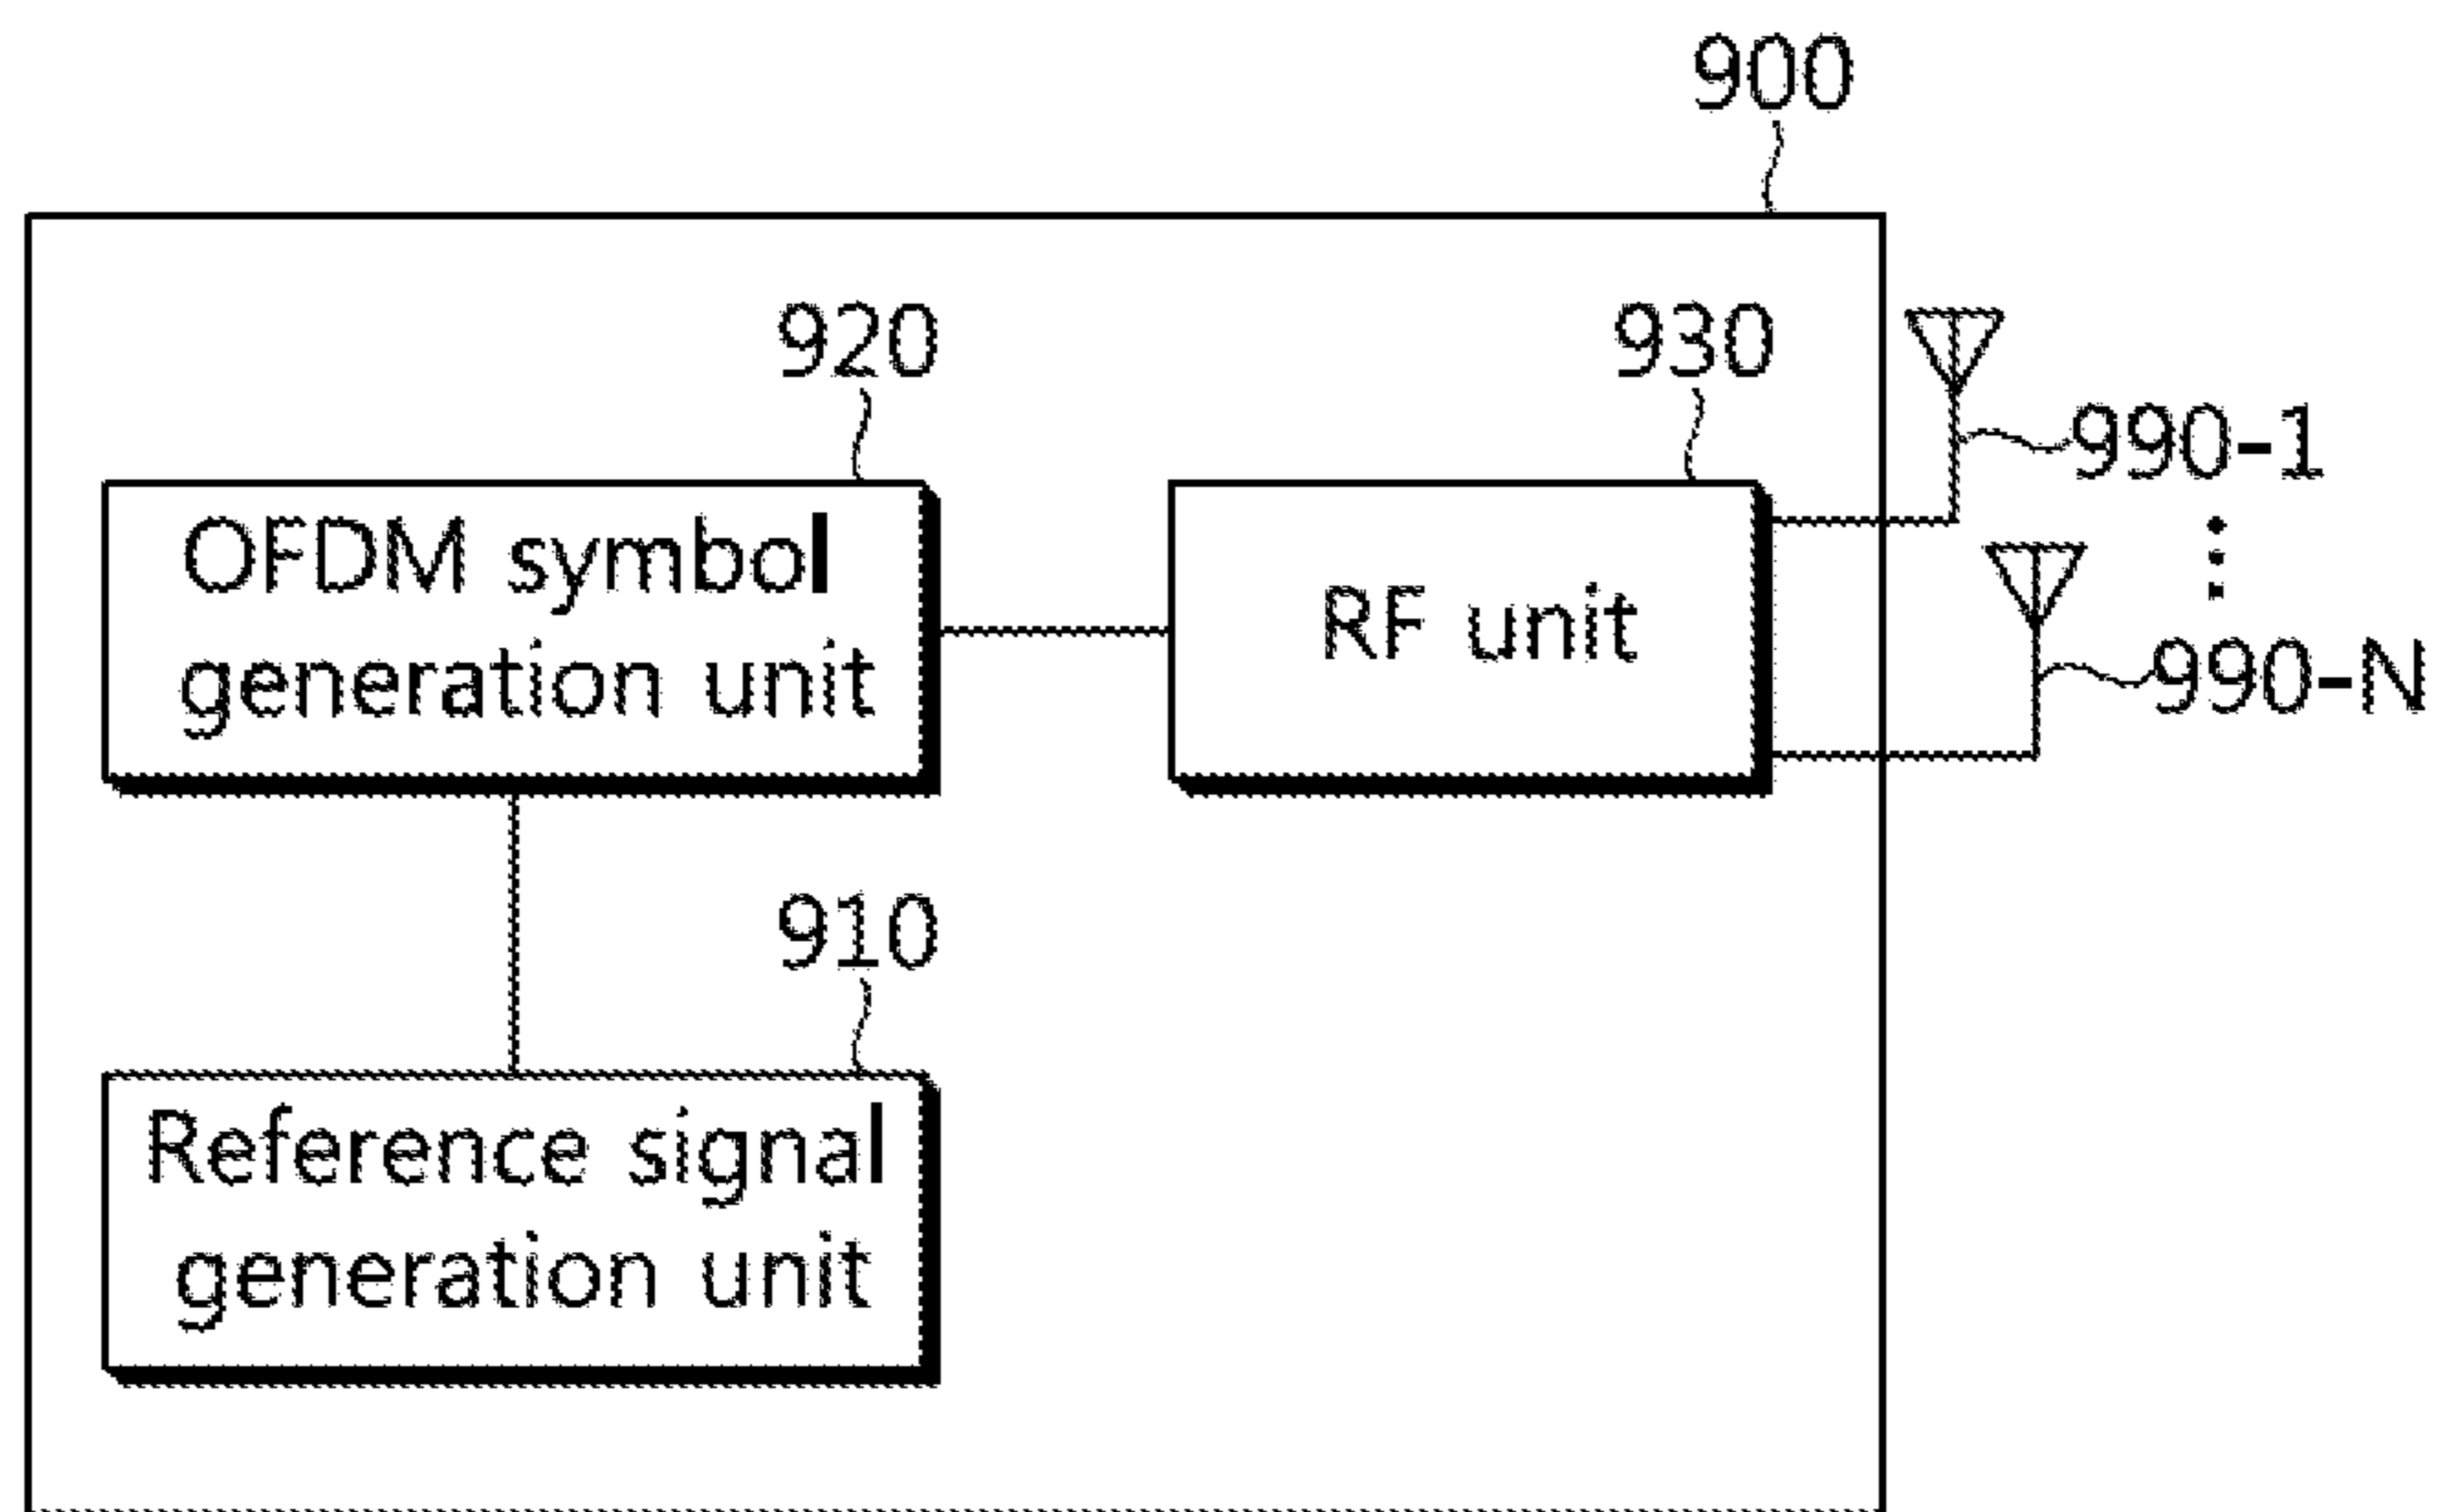 900
920
930
990-1
OFDM symbol
generation unit
RF unit
990-N
910
Reference signal
generation unit